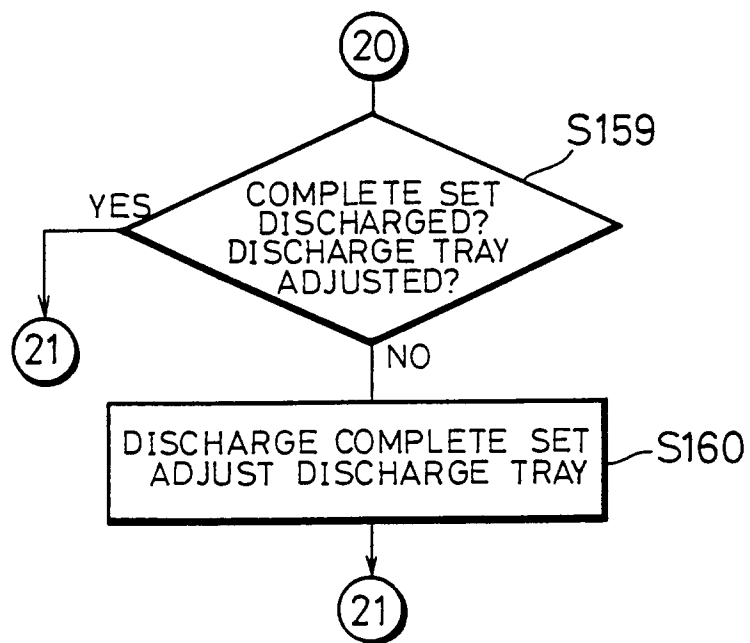 20
S159
YES
COMPLETE SET
DISCHARGED?
DISCHARGE TRAY
ADJUSTED?
21
NO
DISCHARGE COMPLETE SET
ADJUST DISCHARGE TRAY
S160
21